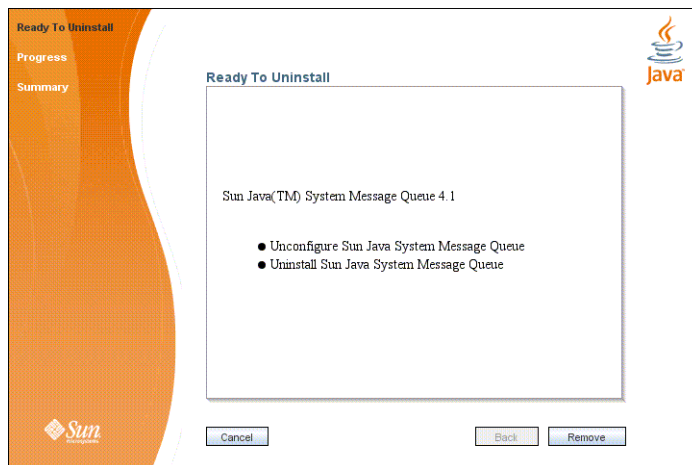 Ready To Uninstall
Progress
Summary
Java
Ready To Uninstall
Sun Java(TM) System Message Queue 4.1
● Unconfigure Sun Java System Message Queue
● Uninstall Sun Java System Message Queue
Sun
microsystems
Cancel
Back
Remove